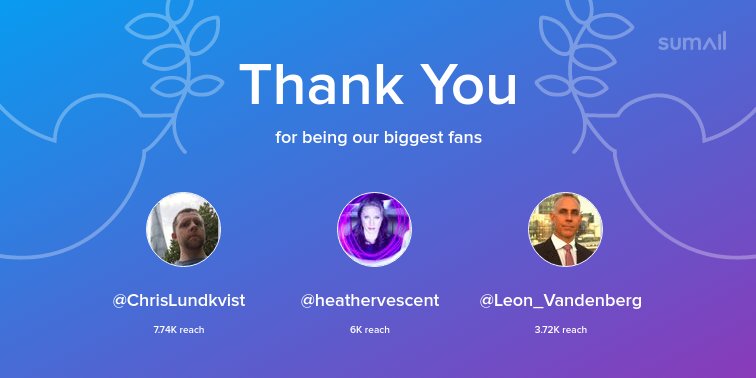 sumall
Thank You
for being our biggest fans
@ChrisLundkvist
@heathervescent
@Leon_Vandenberg
7.74K reach
6K reach
3.72K reach